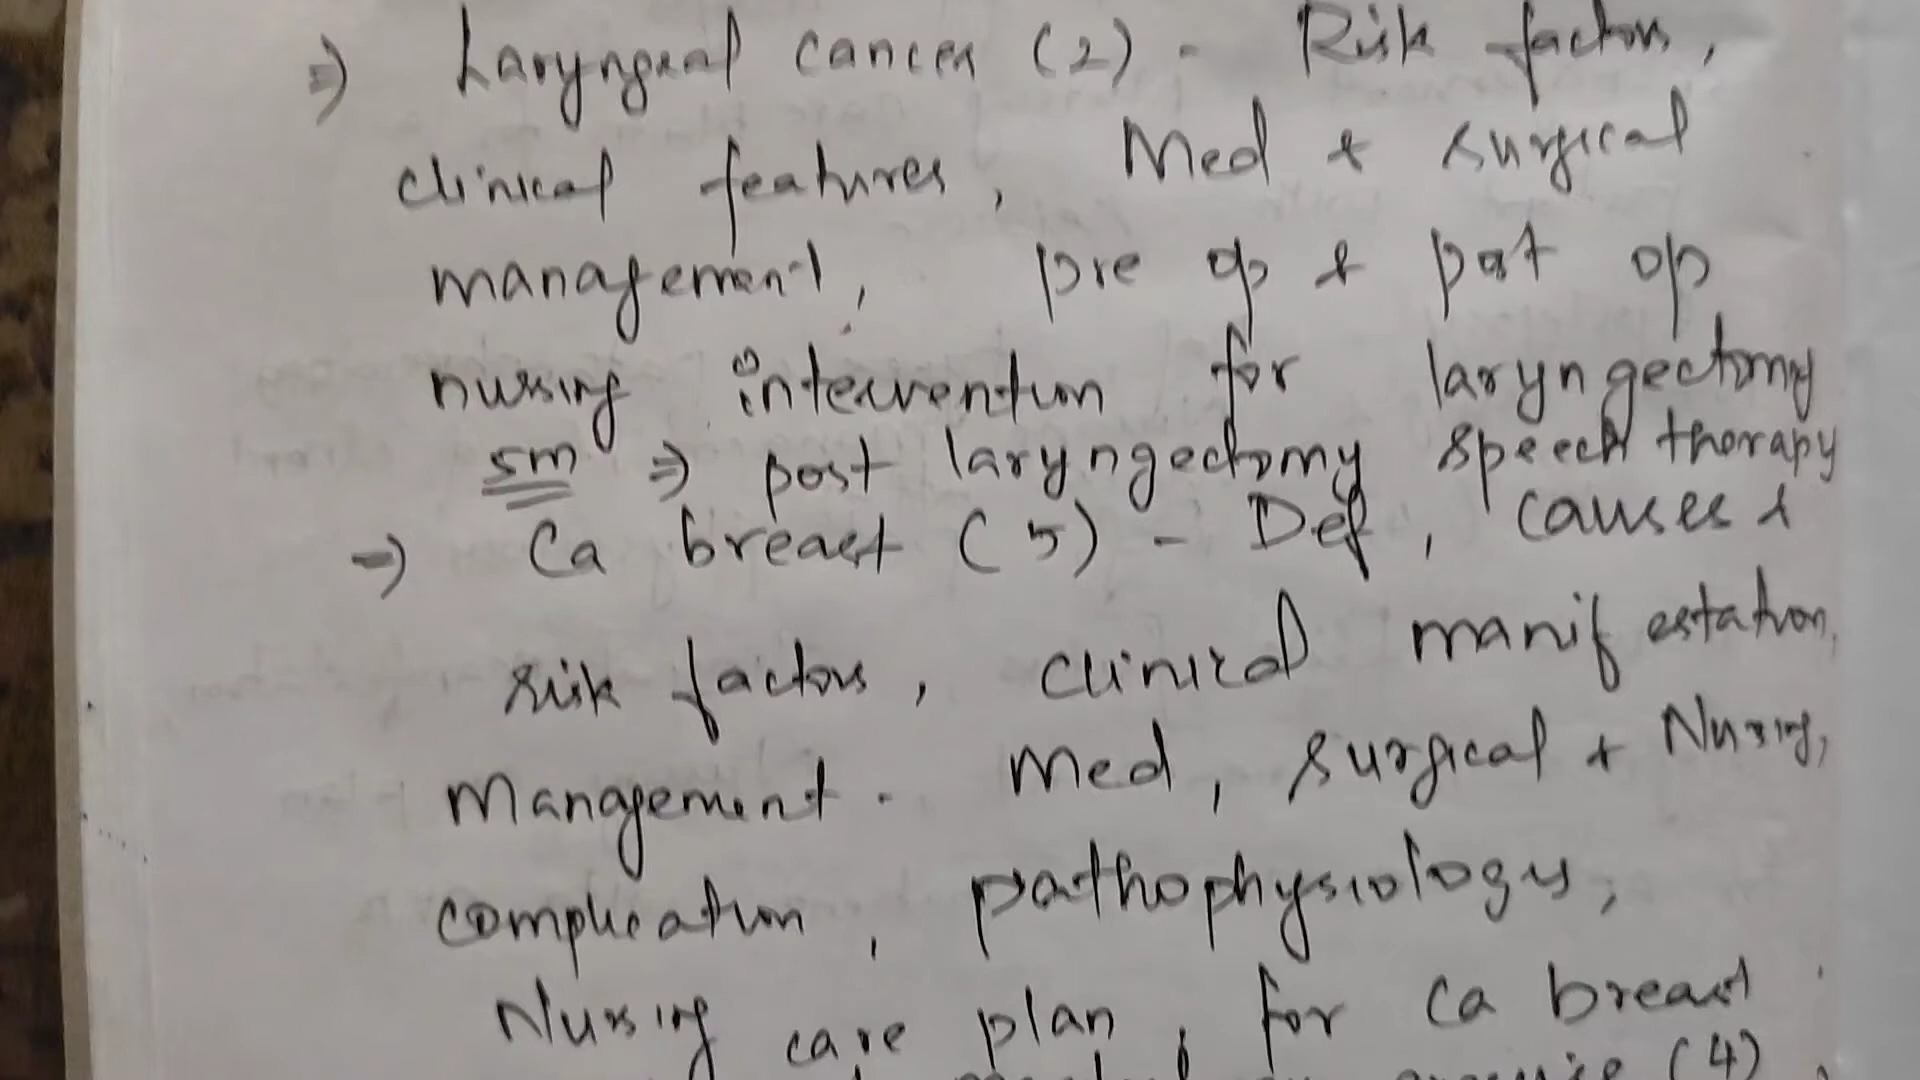 ⇒ Laryngeal cancer (2) - Risk factors,
clinical features, Med & surgical
management, pre op & post op
nursing intervention for laryngectomy
5m ⇒ post laryngectomy speech therapy
⇒ Ca breast (5) - Def, causes &
risk factors, clinical manifestation,
Management. Med, surgical & Nursing,
complication, pathophysiology,
Nursing care plan, for Ca breast
(4),